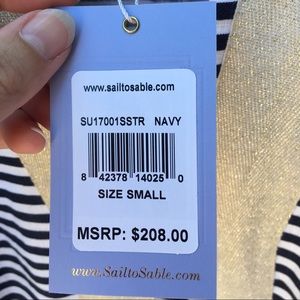 www.sailtosable.com
SU17001SSTR NAVY
8 42378 14025 0
SIZE SMALL
MSRP: $208.00
www.SailtoSable.com